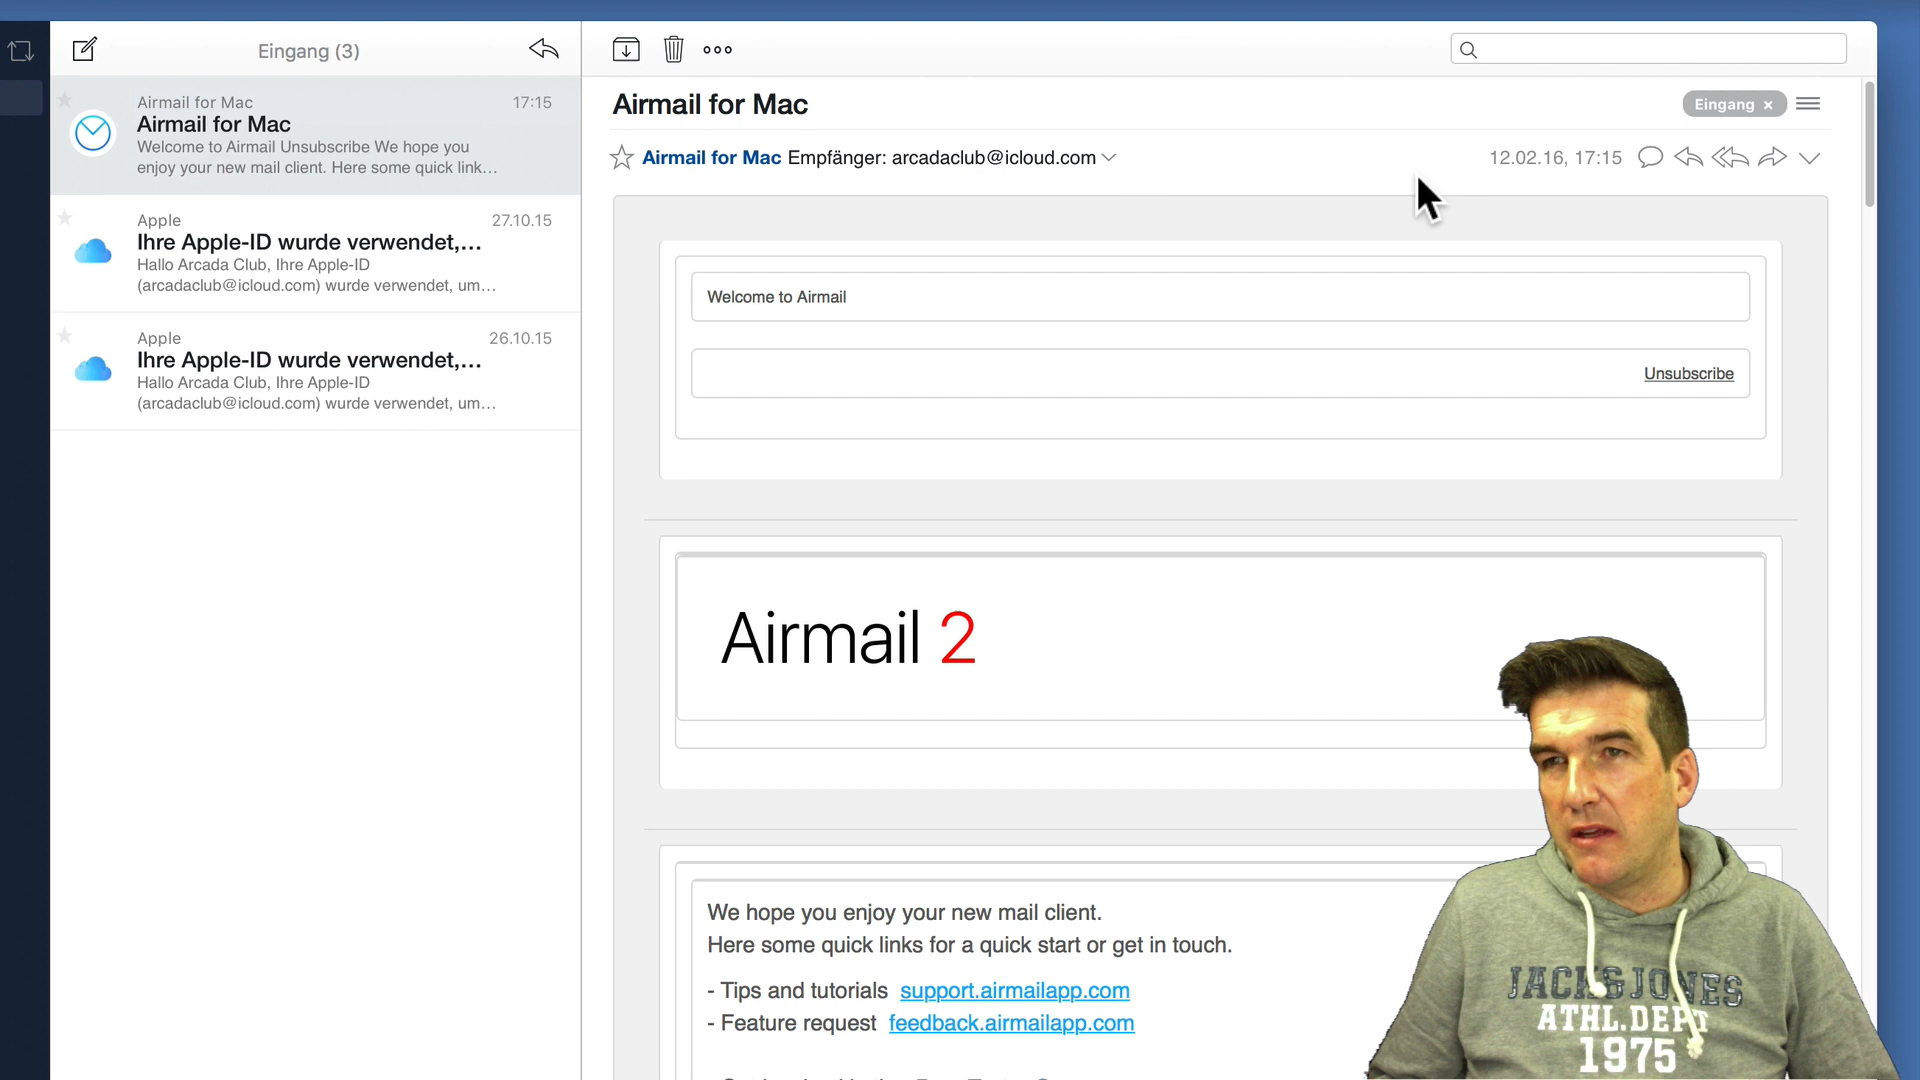 Eingang (3)
Airmail for Mac 17:15
Airmail for Mac
Welcome to Airmail Unsubscribe We hope you
enjoy your new mail client. Here some quick link...
Apple 27.10.15
Ihre Apple-ID wurde verwendet,...
Hallo Arcada Club, Ihre Apple-ID
(arcadaclub@icloud.com) wurde verwendet, um...
Apple 26.10.15
Ihre Apple-ID wurde verwendet,...
Hallo Arcada Club, Ihre Apple-ID
(arcadaclub@icloud.com) wurde verwendet, um...
Airmail for Mac
Eingang ×
Airmail for Mac Empfänger: arcadaclub@icloud.com
12.02.16, 17:15
Welcome to Airmail
Unsubscribe
Airmail 2
We hope you enjoy your new mail client.
Here some quick links for a quick start or get in touch.
- Tips and tutorials support.airmailapp.com
- Feature request feedback.airmailapp.com
JACK & JONES
ATHL.DEPT
1975